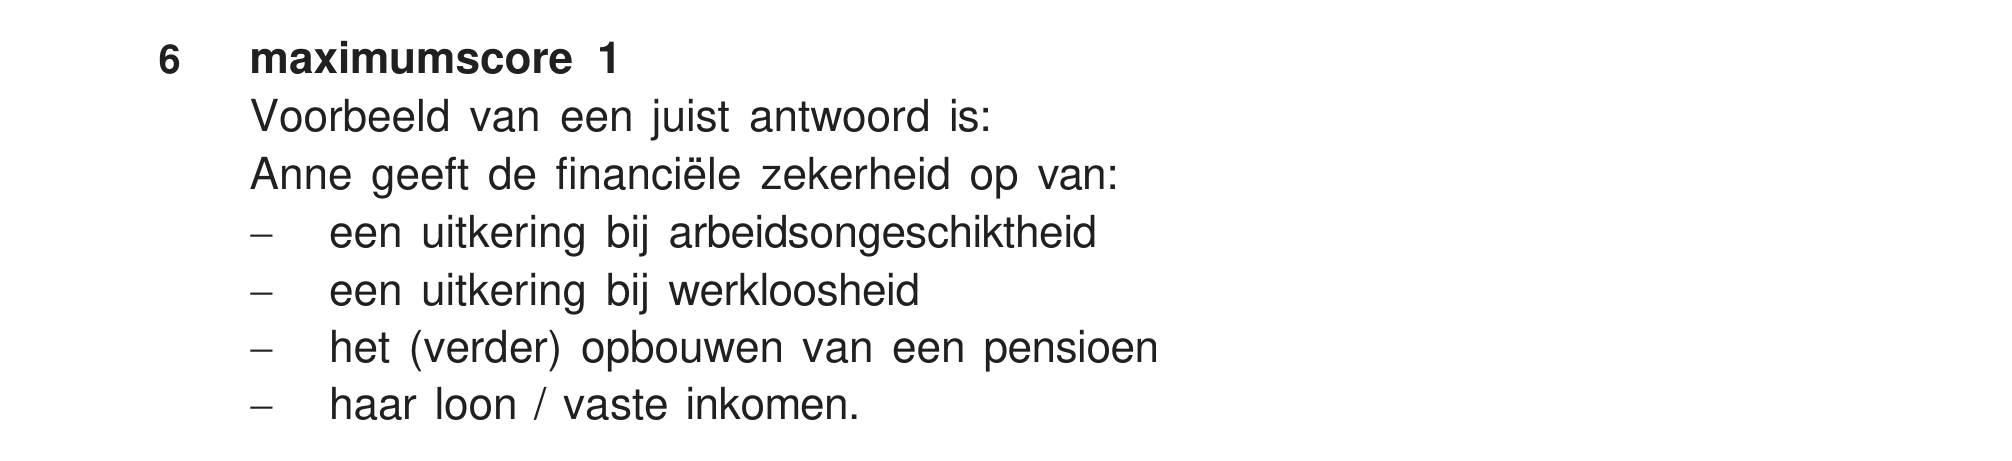 6 maximumscore 1
Voorbeeld van een juist antwoord is:
Anne geeft de financiële zekerheid op van:
– een uitkering bij arbeidsongeschiktheid
– een uitkering bij werkloosheid
– het (verder) opbouwen van een pensioen
– haar loon / vaste inkomen.